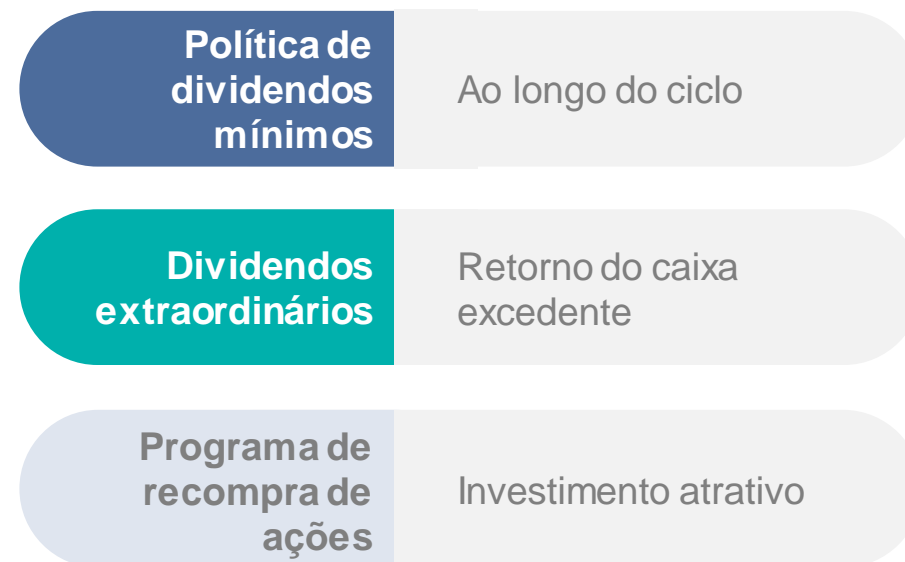 Política de
dividendos
mínimos
Ao longo do ciclo
Dividendos
extraordinários
Retorno do caixa
excedente
Programa de
recompra de
ações
Investimento atrativo